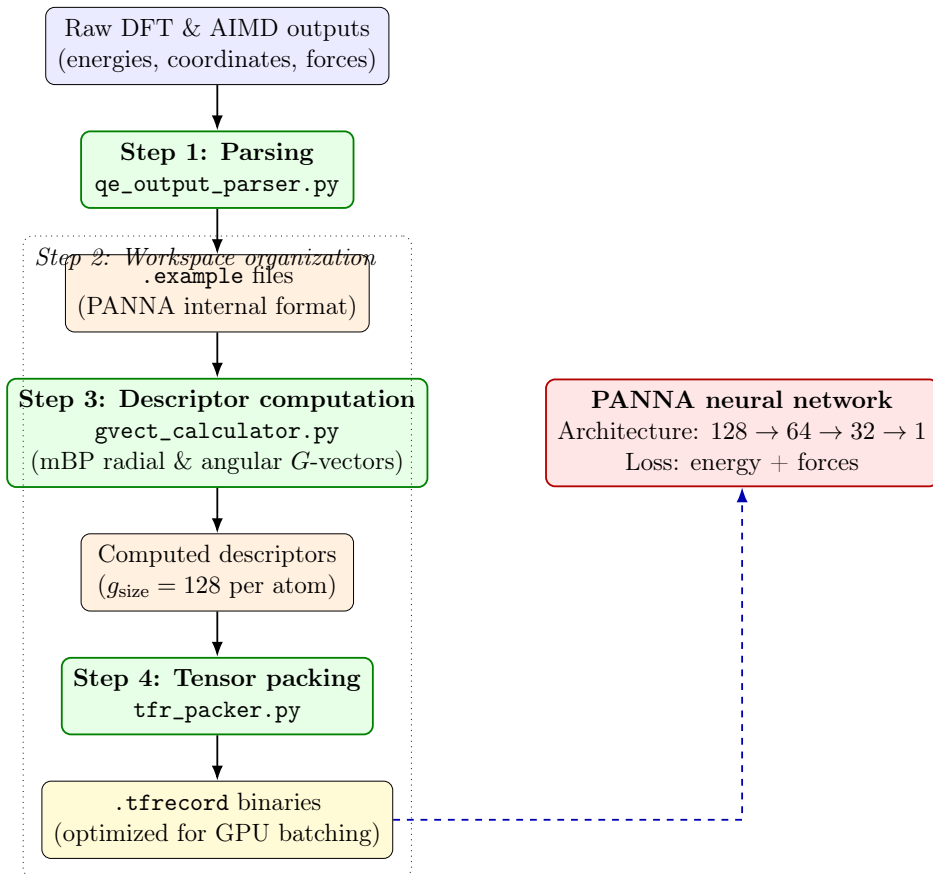 Raw DFT & AIMD outputs
(energies, coordinates, forces)
Step 1: Parsing
qe_output_parser.py
Step 2: Workspace organization
.example files
(PANNA internal format)
Step 3: Descriptor computation
gvect_calculator.py
(mBP radial & angular G-vectors)
PANNA neural network
Architecture: 128 → 64 → 32 → 1
Loss: energy + forces
Computed descriptors
(g_size = 128 per atom)
Step 4: Tensor packing
tfr_packer.py
.tfrecord binaries
(optimized for GPU batching)